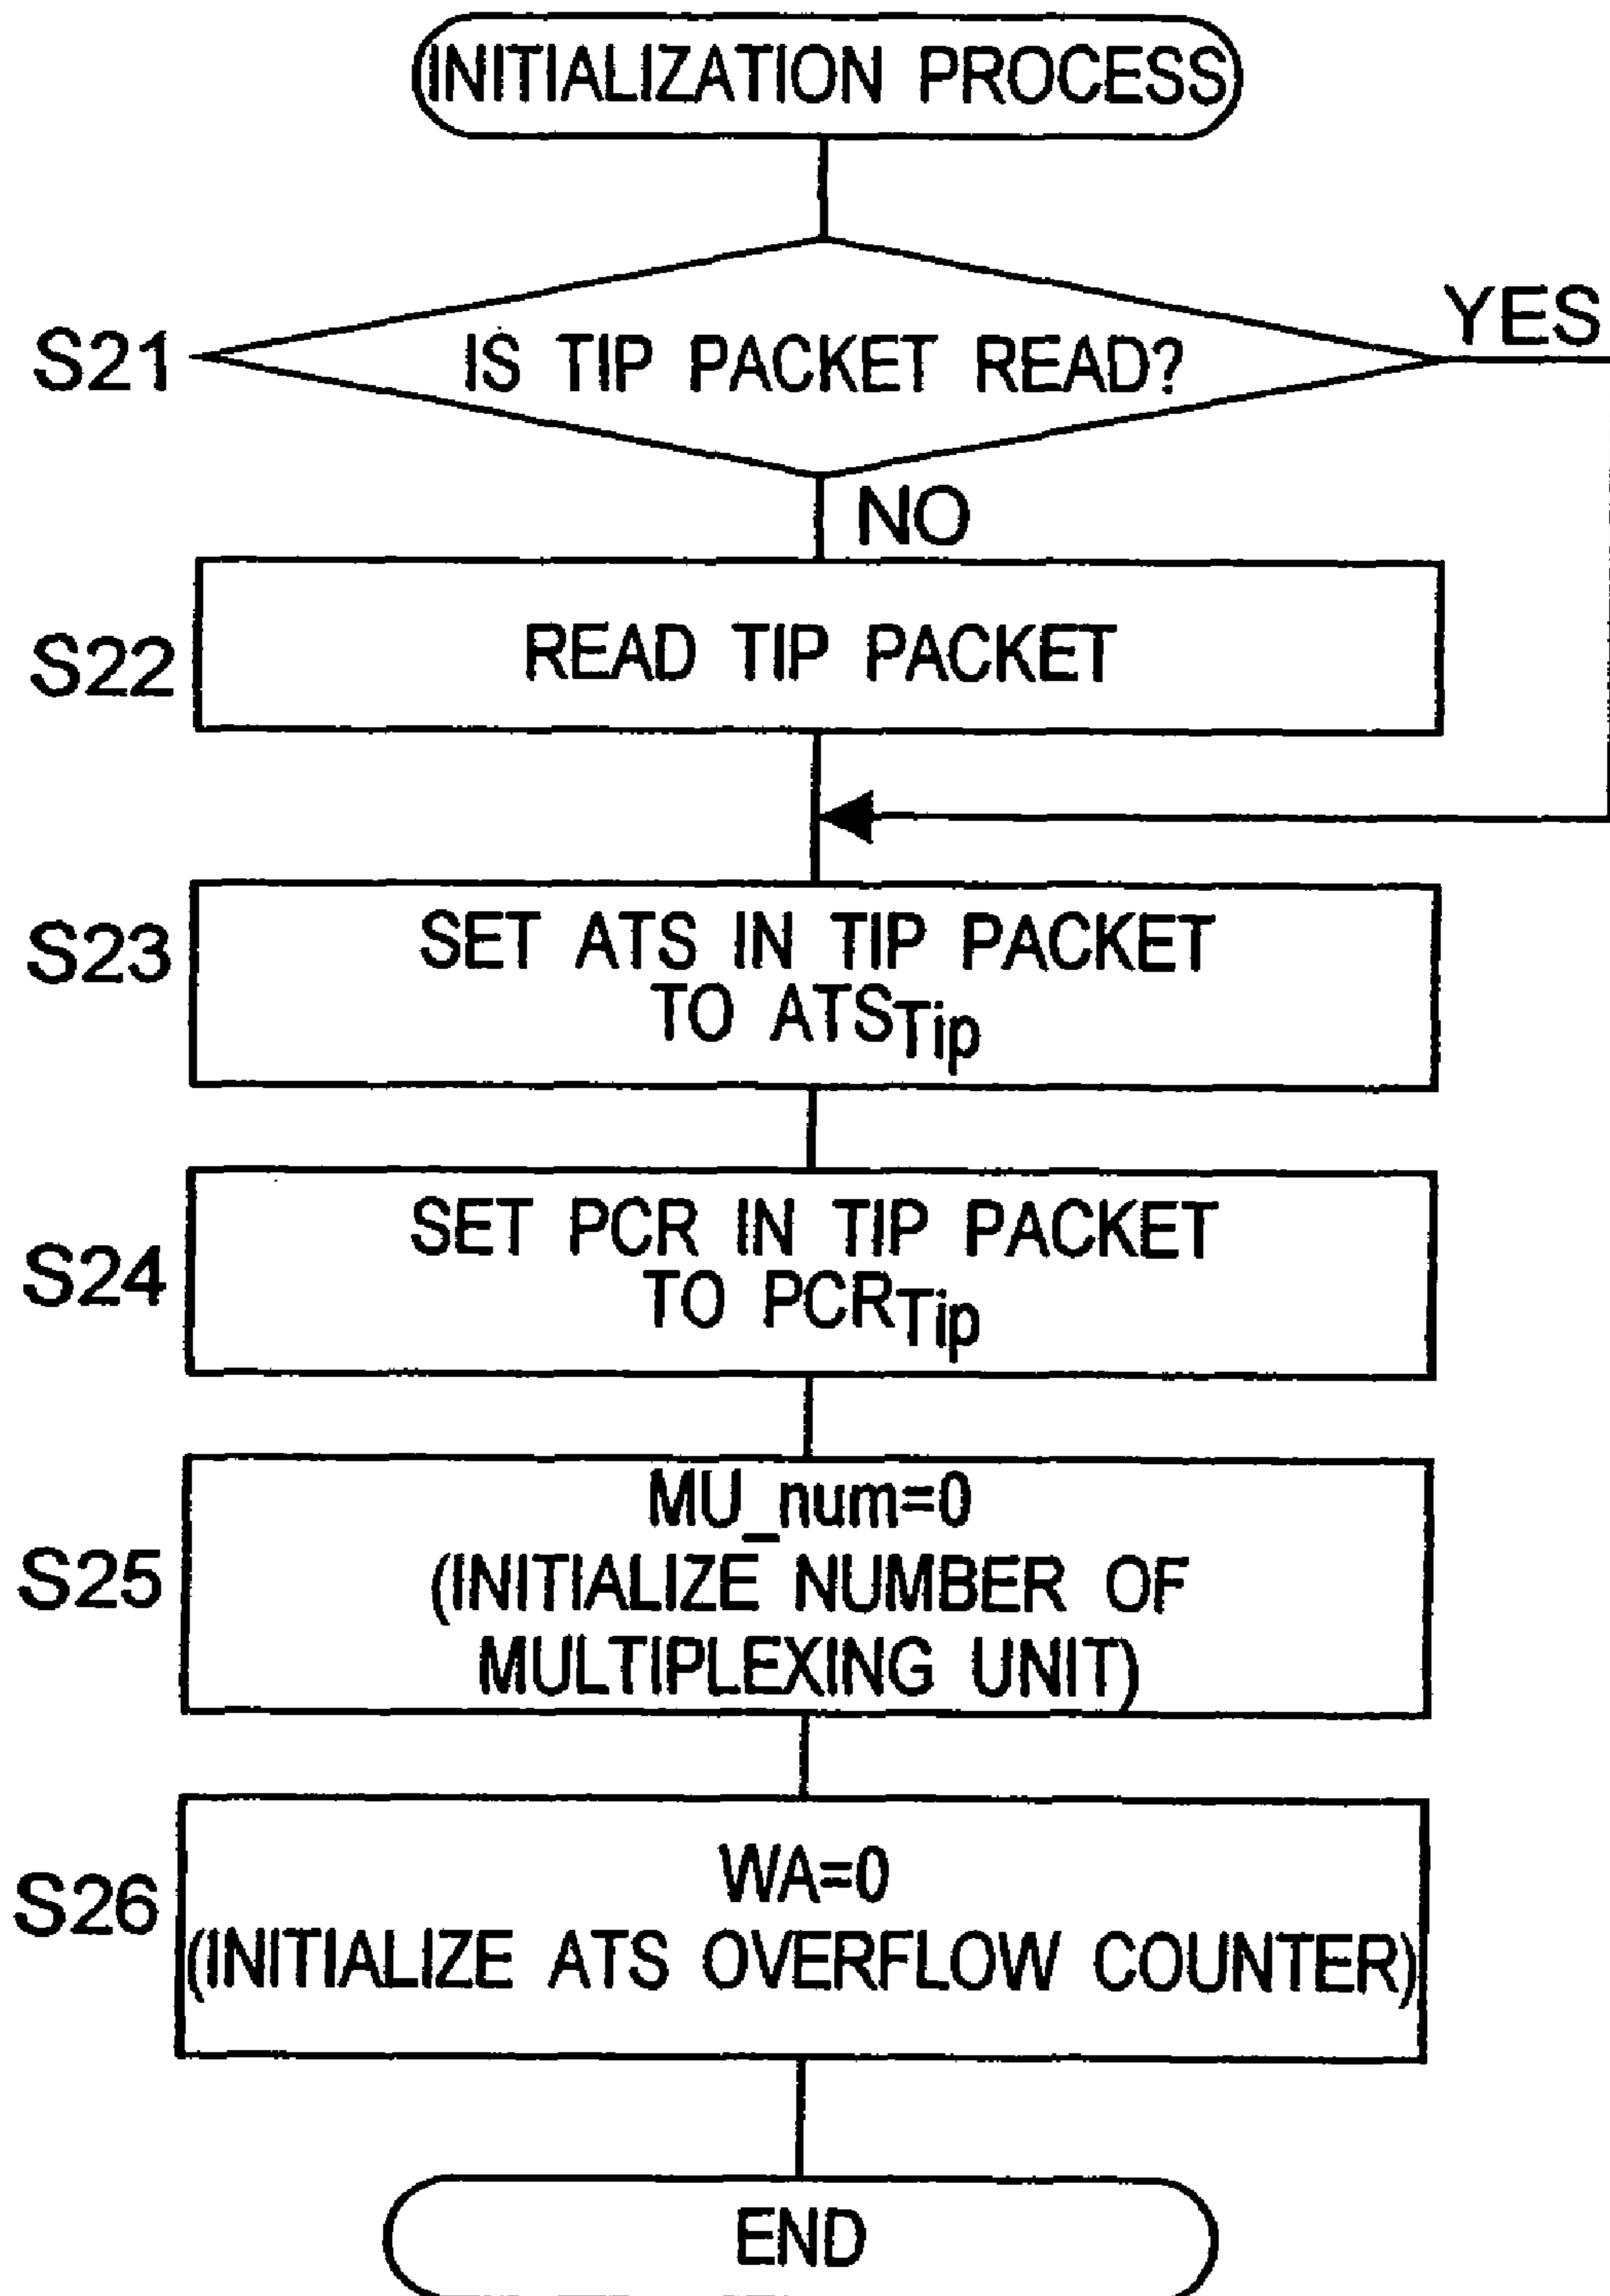 INITIALIZATION PROCESS
S21
IS TIP PACKET READ?
YES
NO
S22
READ TIP PACKET
S23
SET ATS IN TIP PACKET
TO ATSTip
S24
SET PCR IN TIP PACKET
TO PCRTip
S25
MU_num=0
(INITIALIZE NUMBER OF
MULTIPLEXING UNIT)
S26
WA=0
(INITIALIZE ATS OVERFLOW COUNTER)
END